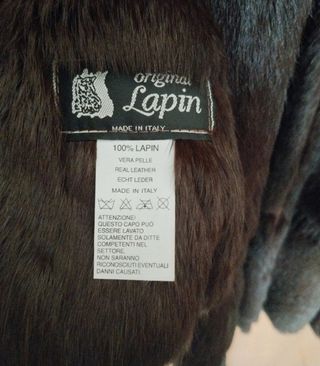 original
Lapin
MADE IN ITALY
100% LAPIN
VERA PELLE
REAL LEATHER
ECHT LEDER
MADE IN ITALY
ATTENZIONE!
QUESTO CAPO PUÒ
ESSERE LAVATO
SOLAMENTE DA DITTE
COMPETENTI NEL
SETTORE.
NON SARANNO
RICONOSCIUTI EVENTUALI
DANNI CAUSATI.